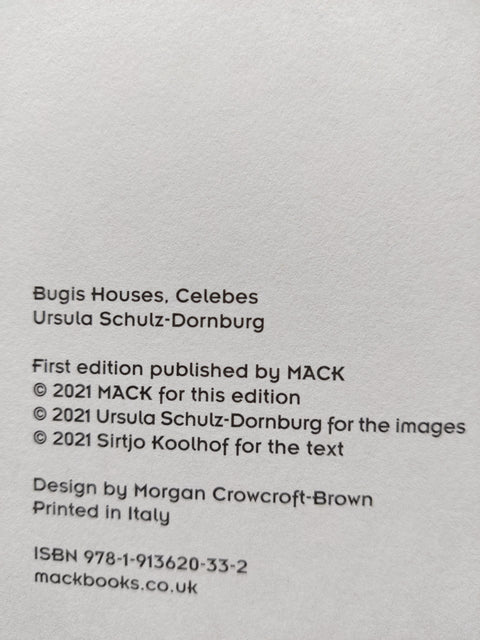 Bugis Houses, Celebes
Ursula Schulz-Dornburg
First edition published by MACK
© 2021 MACK for this edition
© 2021 Ursula Schulz-Dornburg for the images
© 2021 Sirtjo Koolhof for the text
Design by Morgan Crowcroft-Brown
Printed in Italy
ISBN 978-1-913620-33-2
mackbooks.co.uk